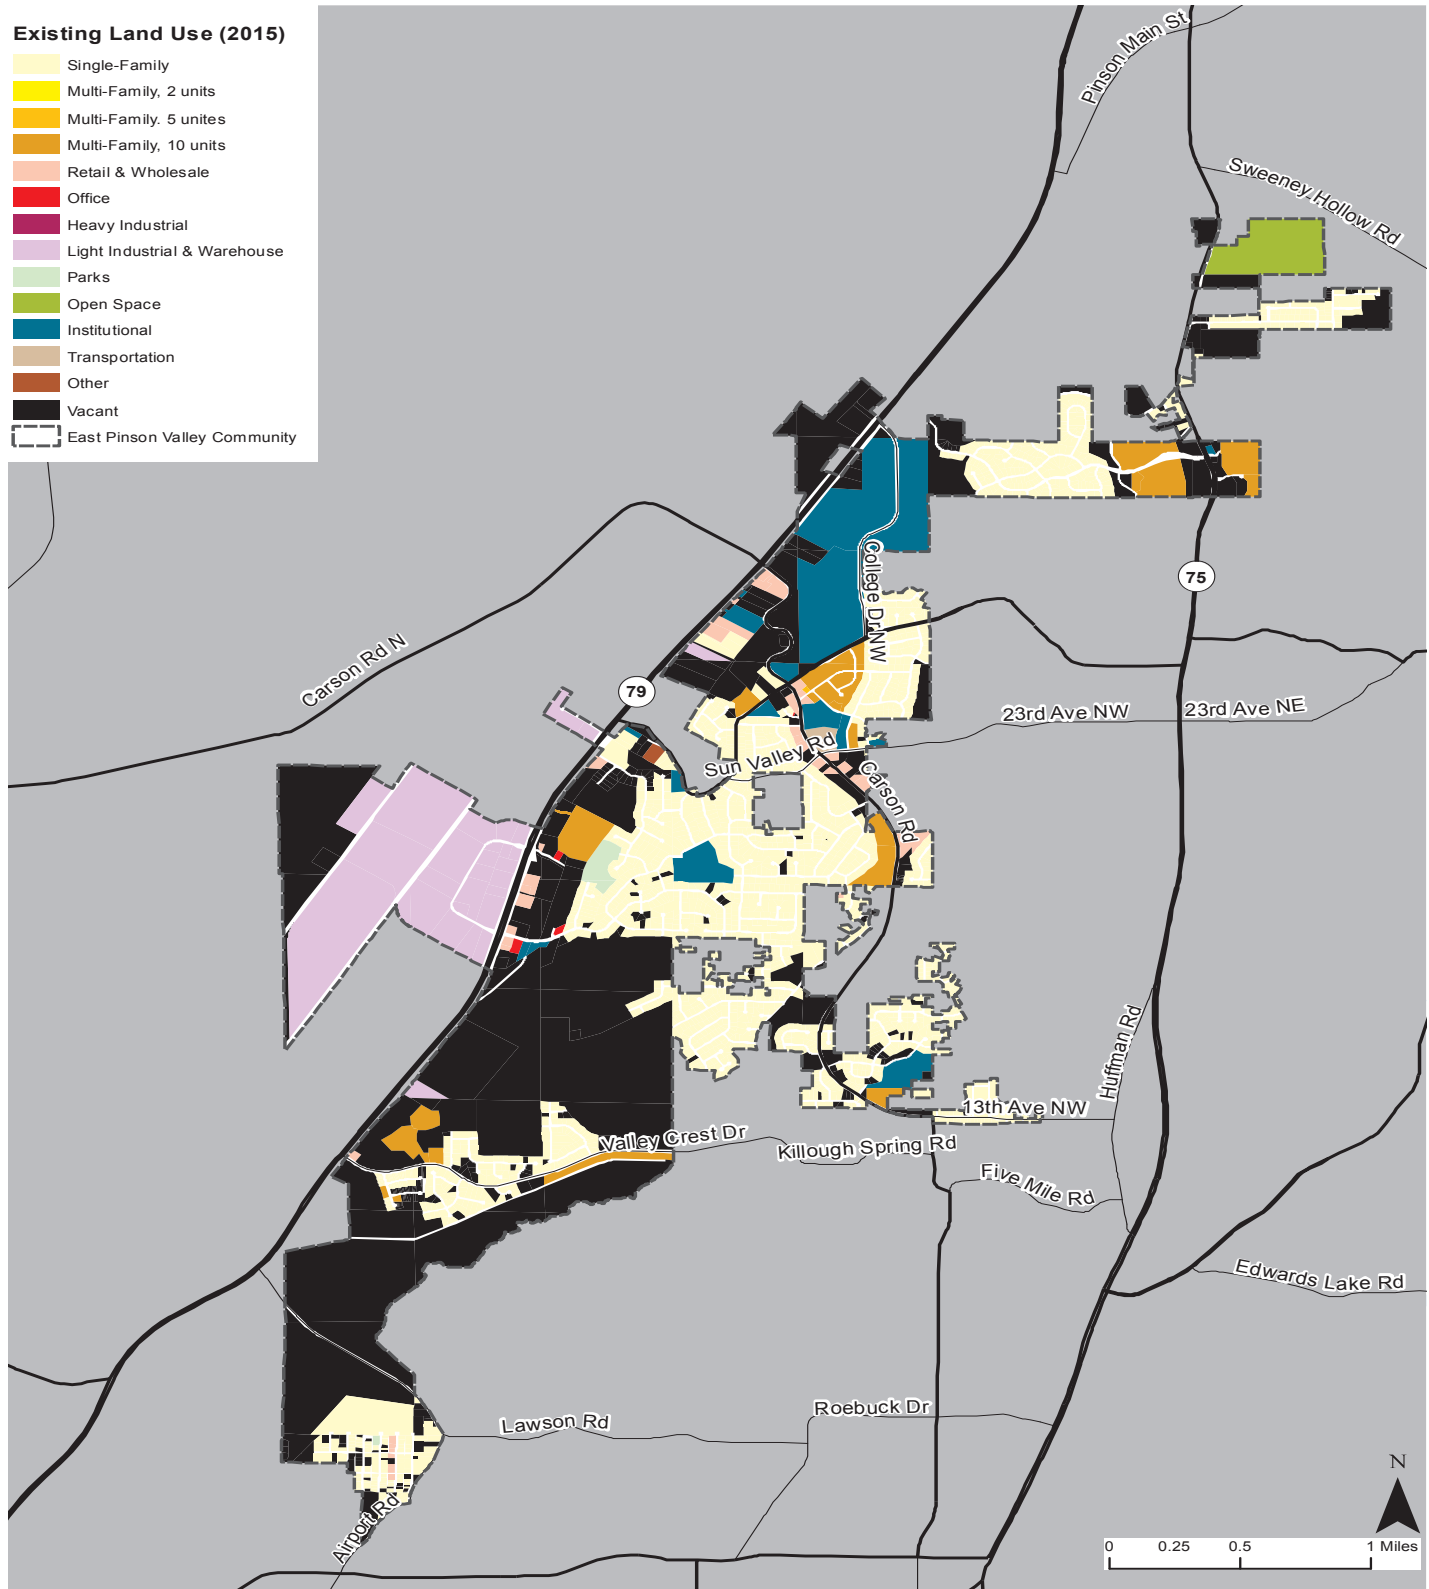 Existing Land Use (2015)
Single-Family
Multi-Family, 2 units
Multi-Family. 5 unites
Multi-Family, 10 units
Retail & Wholesale
Office
Heavy Industrial
Light Industrial & Warehouse
Parks
Open Space
Institutional
Transportation
Other
Vacant
East Pinson Valley Community
Pinson Main St
Sweeney Hollow Rd
College Dr NW
75
Carson Rd N
79
23rd Ave NW
23rd Ave NE
Sun Valley Rd
Carson Rd
Huffman Rd
13th Ave NW
Valley Crest Dr
Killough Spring Rd
Five Mile Rd
Edwards Lake Rd
Roebuck Dr
Lawson Rd
Airport Rd
N
0 0.25 0.5 1 Miles